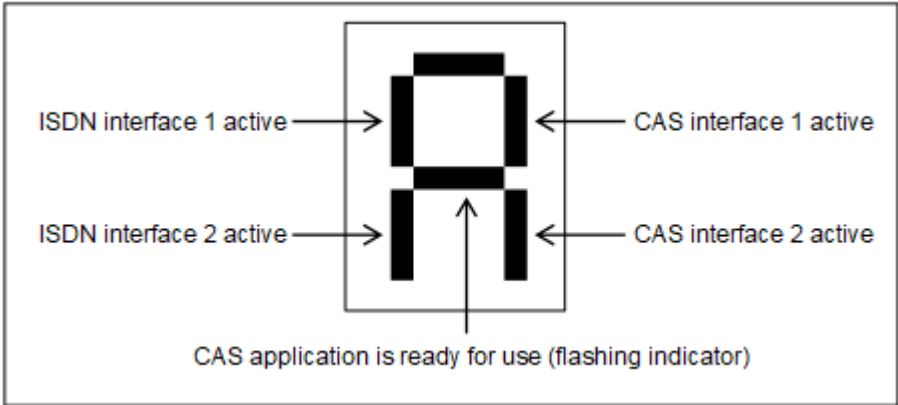 ISDN interface 1 active
CAS interface 1 active
ISDN interface 2 active
CAS interface 2 active
CAS application is ready for use (flashing indicator)